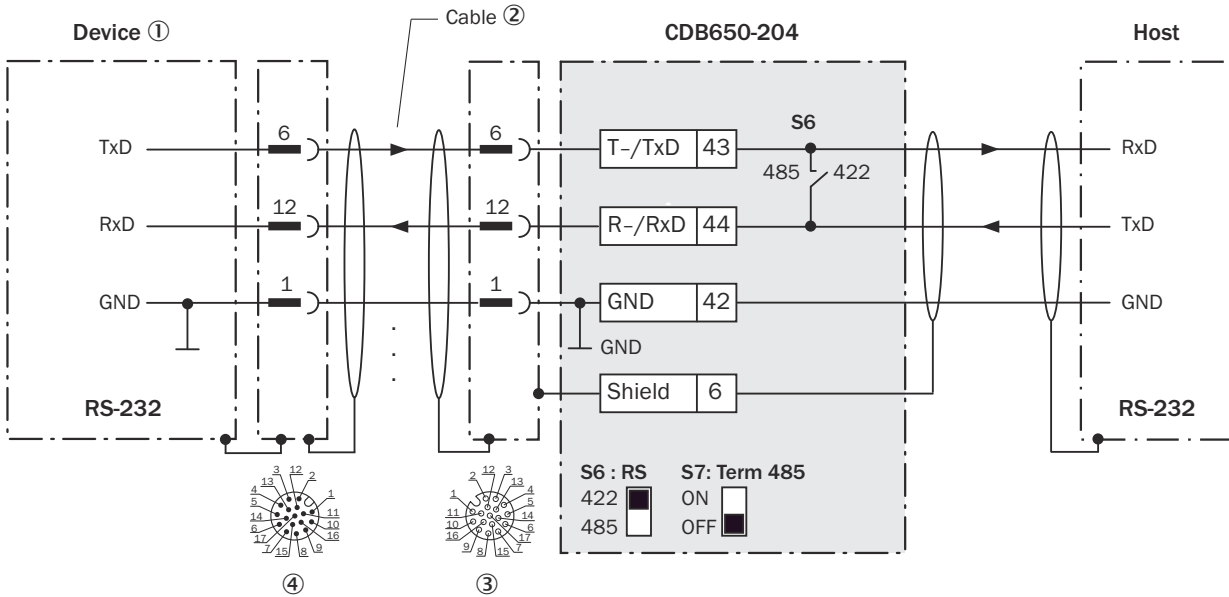 Cable ②
Device ① CDB650-204 Host
6 6 S6
TxD T–/TxD 43 RxD
485 422
12 12
RxD R–/RxD 44 TxD
1 1
GND GND 42 GND
GND
Shield 6
RS-232 RS-232
S6 : RS S7: Term 485
422 ON
485 OFF
3 12 2
13
4 1
5 11
14 10
6 16
17 9
7 15 8
12 3
2 13
1 4
11 5
10 14
16 6
9 17
8 15 7
④ ③